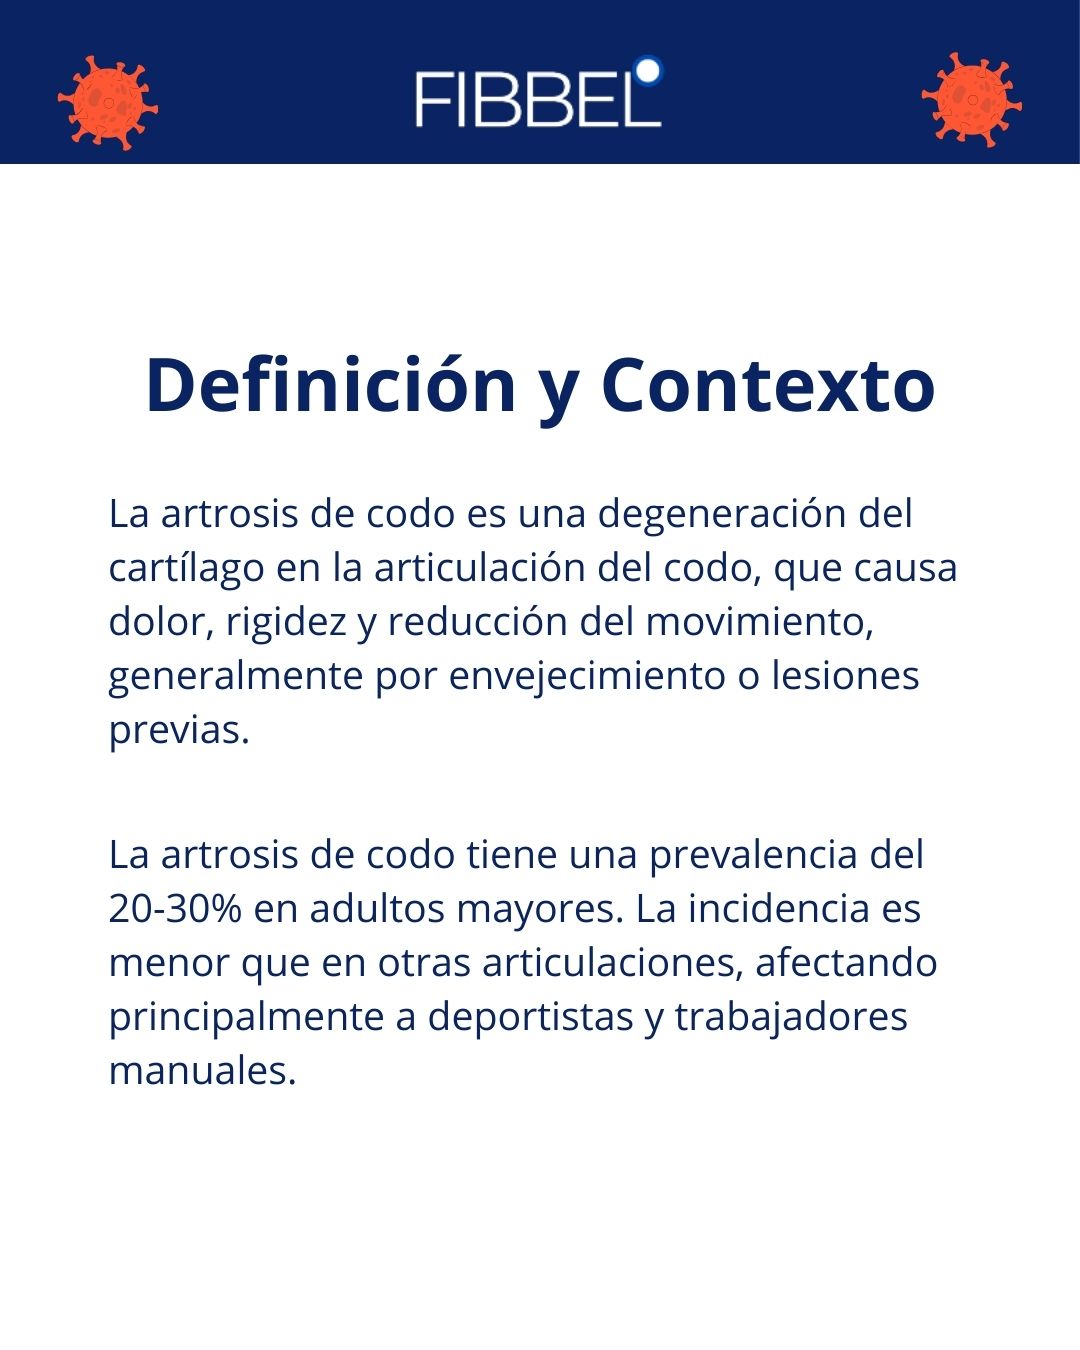 FIBBEL
Definición y Contexto
La artrosis de codo es una degeneración del
cartílago en la articulación del codo, que causa
dolor, rigidez y reducción del movimiento,
generalmente por envejecimiento o lesiones
previas.
La artrosis de codo tiene una prevalencia del
20-30% en adultos mayores. La incidencia es
menor que en otras articulaciones, afectando
principalmente a deportistas y trabajadores
manuales.